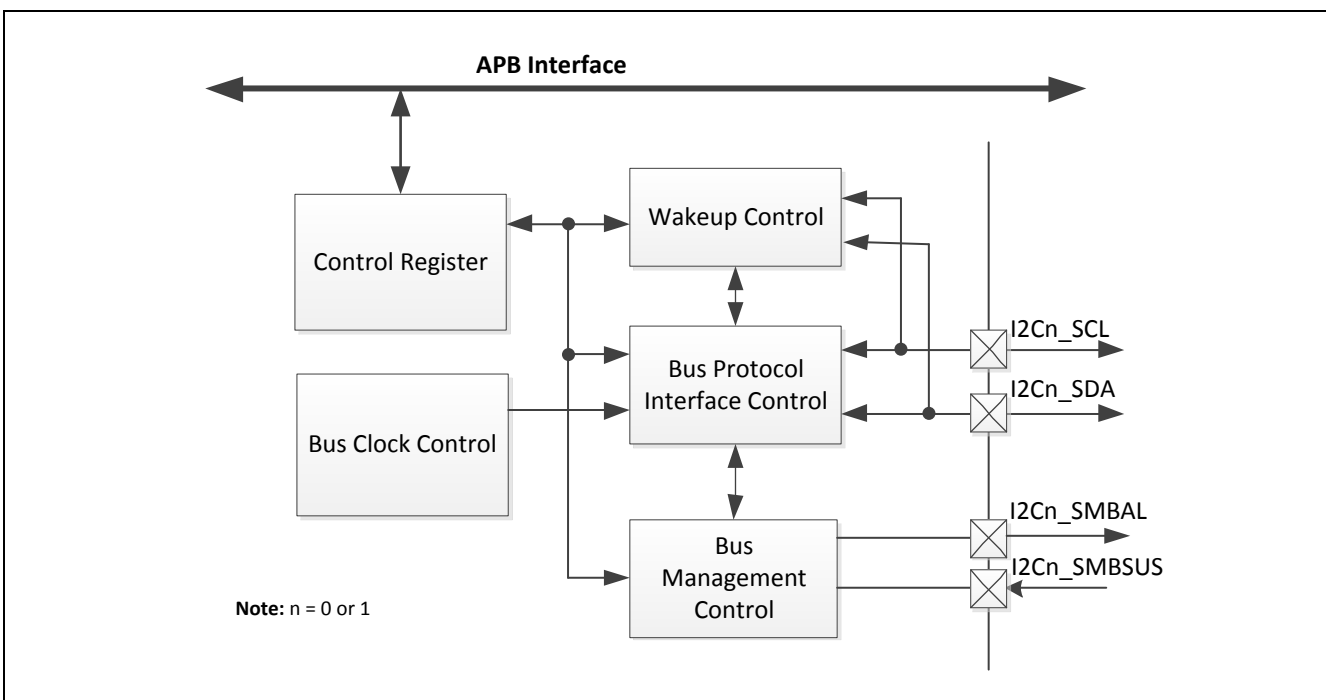 APB Interface
Wakeup Control
Control Register
I2Cn_SCL
Bus Protocol
Interface Control
I2Cn_SDA
Bus Clock Control
I2Cn_SMBAL
Bus
Management
Control
I2Cn_SMBSUS
Note: n = 0 or 1